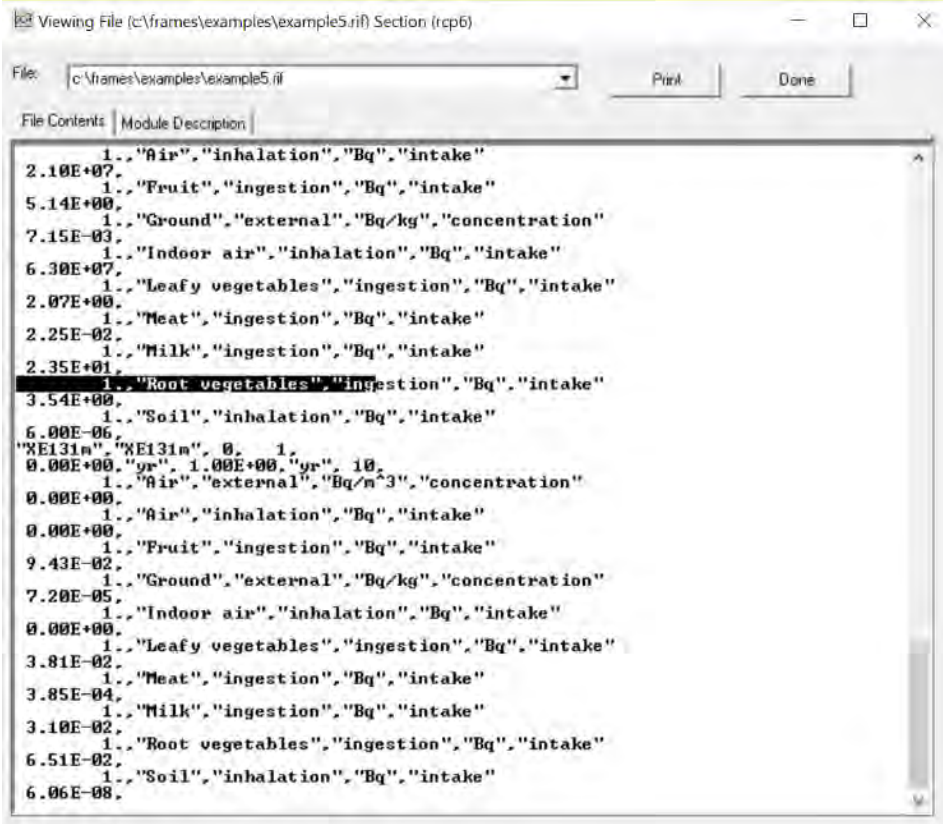 Viewing File (c:\frames\examples\example5.rif) Section (rcp6)
File:
c:\frames\examples\example5.rif
Print
Done
File Contents
Module Description
1.,"Air","inhalation","Bq","intake"
2.10E+07,
1.,"Fruit","ingestion","Bq","intake"
5.14E+00,
1.,"Ground","external","Bq/kg","concentration"
7.15E-03,
1.,"Indoor air","inhalation","Bq","intake"
6.30E+07,
1.,"Leafy vegetables","ingestion","Bq","intake"
2.07E+00,
1.,"Meat","ingestion","Bq","intake"
2.25E-02,
1.,"Milk","ingestion","Bq","intake"
2.35E+01,
1.,"Root vegetables","ingestion","Bq","intake"
3.54E+00,
1.,"Soil","inhalation","Bq","intake"
6.00E-06,
"XE131m","XE131m", 0, 1,
0.00E+00,"yr", 1.00E+00,"yr", 10,
1.,"Air","external","Bq/m^3","concentration"
0.00E+00,
1.,"Air","inhalation","Bq","intake"
0.00E+00,
1.,"Fruit","ingestion","Bq","intake"
9.43E-02,
1.,"Ground","external","Bq/kg","concentration"
7.20E-05,
1.,"Indoor air","inhalation","Bq","intake"
0.00E+00,
1.,"Leafy vegetables","ingestion","Bq","intake"
3.81E-02,
1.,"Meat","ingestion","Bq","intake"
3.85E-04,
1.,"Milk","ingestion","Bq","intake"
3.10E-02,
1.,"Root vegetables","ingestion","Bq","intake"
6.51E-02,
1.,"Soil","inhalation","Bq","intake"
6.06E-08,